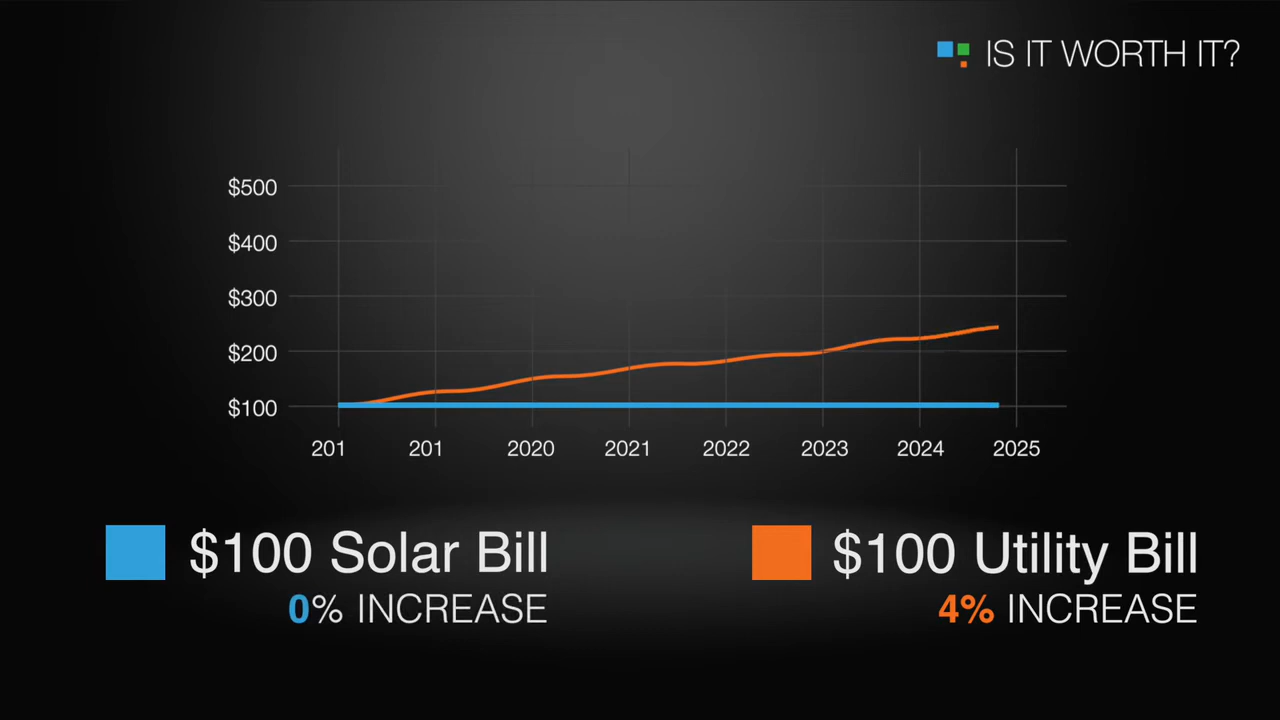 IS IT WORTH IT?
$500
$400
$300
$200
$100
201 201 2020 2021 2022 2023 2024 2025
$100 Solar Bill
0% INCREASE
$100 Utility Bill
4% INCREASE